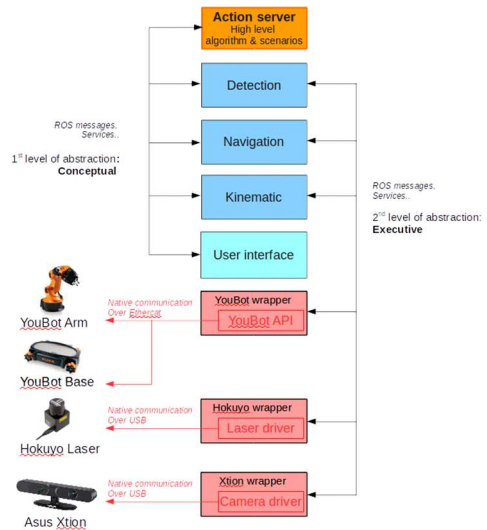 Action server
High level
algorithm & scenarios
Detection
ROS messages,
Services..
Navigation
1st level of abstraction:
Conceptual
ROS messages,
Services..
Kinematic
2nd level of abstraction:
Executive
User interface
YouBot wrapper
Native communication
Over Ethercat
YouBot API
YouBot Arm
YouBot Base
Hokuyo wrapper
Native communication
Over USB
Laser driver
Hokuyo Laser
Xtion wrapper
Native communication
Over USB
Camera driver
Asus Xtion